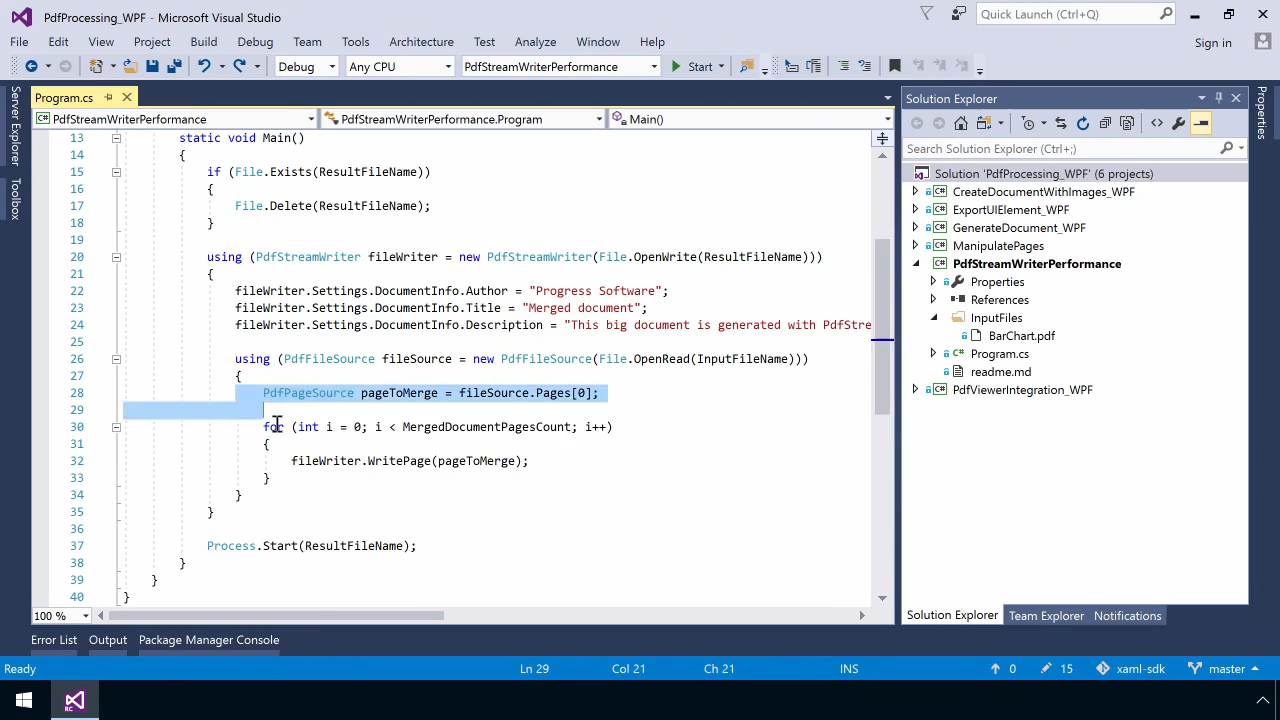 PdfProcessing_WPF - Microsoft Visual Studio
Quick Launch (Ctrl+Q)
File Edit View Project Build Debug Team Tools Architecture Test Analyze Window Help
Sign in
Debug Any CPU PdfStreamWriterPerformance Start
Server Explorer
Toolbox
Program.cs
PdfStreamWriterPerformance PdfStreamWriterPerformance.Program Main()
13 static void Main()
14 {
15 if (File.Exists(ResultFileName))
16 {
17 File.Delete(ResultFileName);
18 }
19
20 using (PdfStreamWriter fileWriter = new PdfStreamWriter(File.OpenWrite(ResultFileName)))
21 {
22 fileWriter.Settings.DocumentInfo.Author = "Progress Software";
23 fileWriter.Settings.DocumentInfo.Title = "Merged document";
24 fileWriter.Settings.DocumentInfo.Description = "This big document is generated with PdfStre
25
26 using (PdfFileSource fileSource = new PdfFileSource(File.OpenRead(InputFileName)))
27 {
28 PdfPageSource pageToMerge = fileSource.Pages[0];
29
30 for (int i = 0; i < MergedDocumentPagesCount; i++)
31 {
32 fileWriter.WritePage(pageToMerge);
33 }
34 }
35 }
36
37 Process.Start(ResultFileName);
38 }
39 }
40 }
100 %
Solution Explorer
Search Solution Explorer (Ctrl+;)
Solution 'PdfProcessing_WPF' (6 projects)
CreateDocumentWithImages_WPF
ExportUIElement_WPF
GenerateDocument_WPF
ManipulatePages
PdfStreamWriterPerformance
Properties
References
InputFiles
BarChart.pdf
Program.cs
readme.md
PdfViewerIntegration_WPF
Solution Explorer Team Explorer Notifications
Properties
Error List Output Package Manager Console
Ln 29 Col 21 Ch 21 INS 0 15 xaml-sdk master
RC